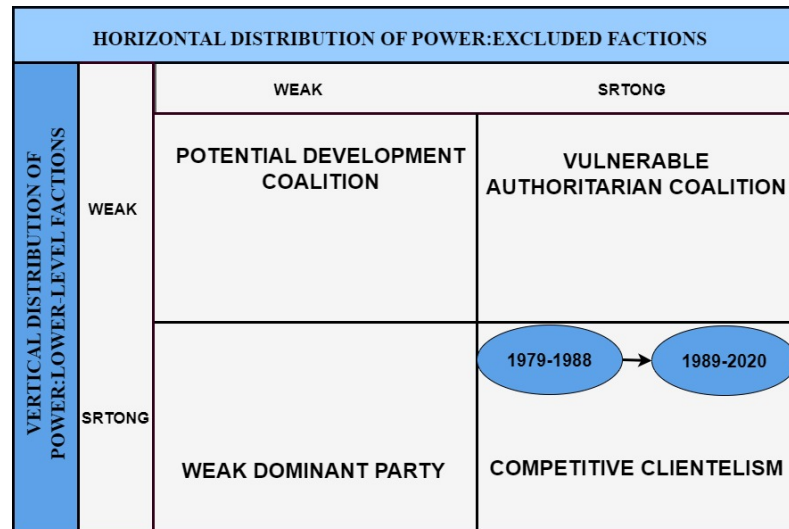 HORIZONTAL DISTRIBUTION OF POWER:EXCLUDED FACTIONS
VERTICAL DISTRIBUTION OF
POWER:LOWER-LEVEL FACTIONS
WEAK
SRTONG
WEAK
POTENTIAL DEVELOPMENT
COALITION
VULNERABLE
AUTHORITARIAN COALITION
SRTONG
1979-1988
1989-2020
WEAK DOMINANT PARTY
COMPETITIVE CLIENTELISM